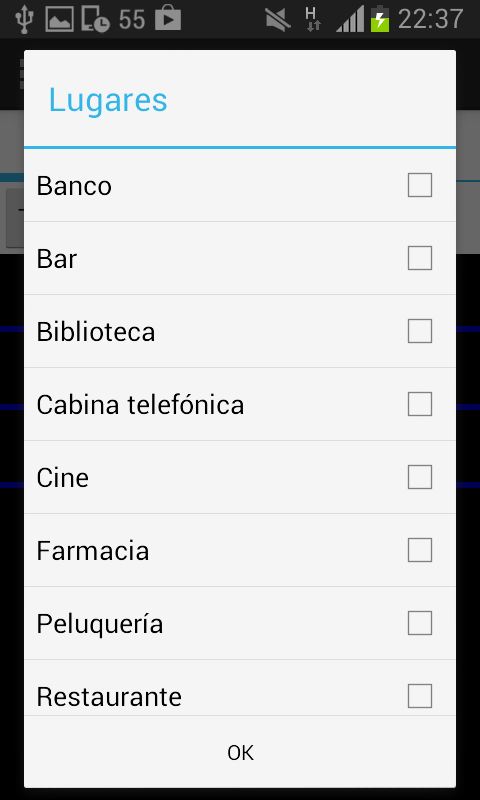 55 H 22:37
Lugares
Banco
Bar
Biblioteca
Cabina telefónica
Cine
Farmacia
Peluquería
Restaurante
OK